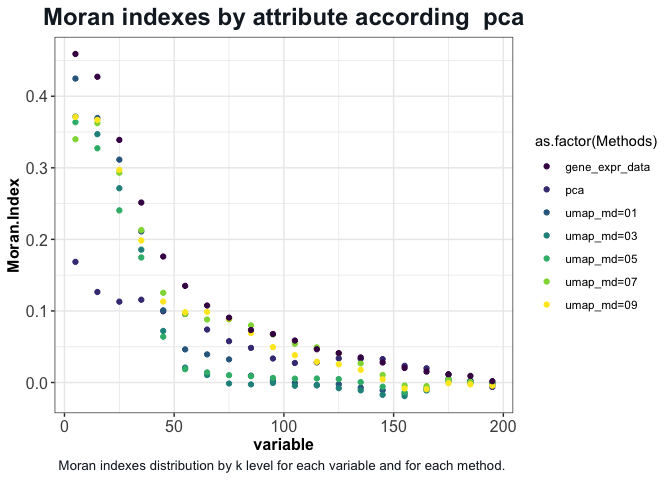 Moran indexes by attribute according  pca
Moran.Index
0.4
0.3
0.2
0.1
0.0
0 50 100 150 200
variable
Moran indexes distribution by k level for each variable and for each method.
as.factor(Methods)
gene_expr_data
pca
umap_md=01
umap_md=03
umap_md=05
umap_md=07
umap_md=09